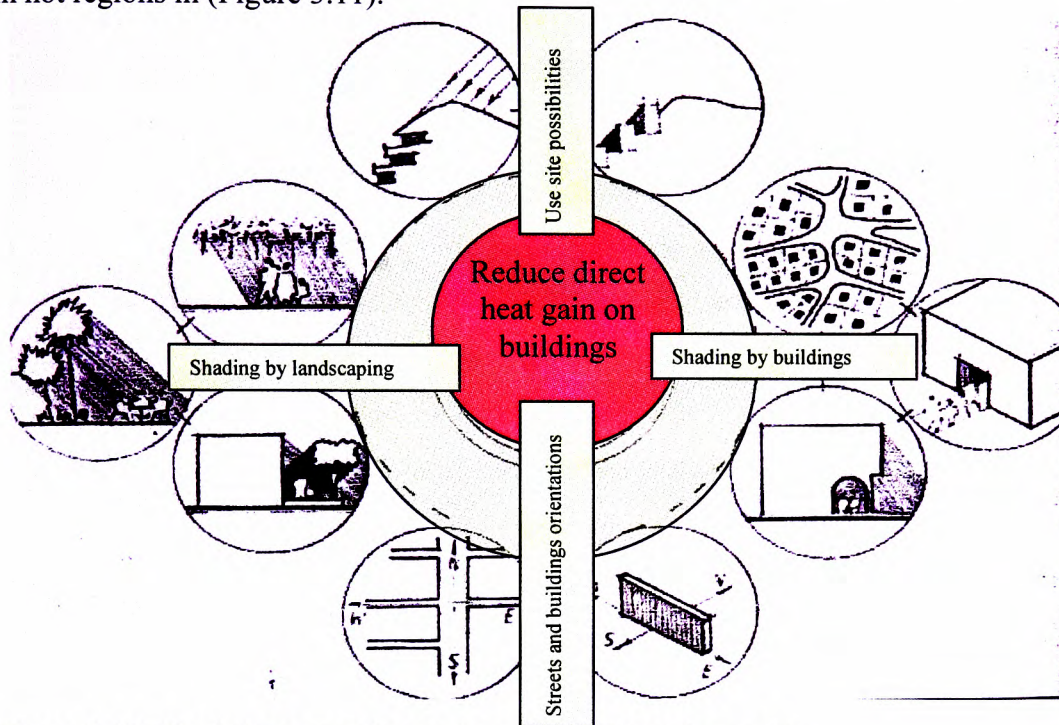 not regions in (Figure 3.11).
Use site possibilities
Reduce direct
heat gain on
buildings
Shading by landscaping
Shading by buildings
Streets and buildings orientations
n
E
S
S
E